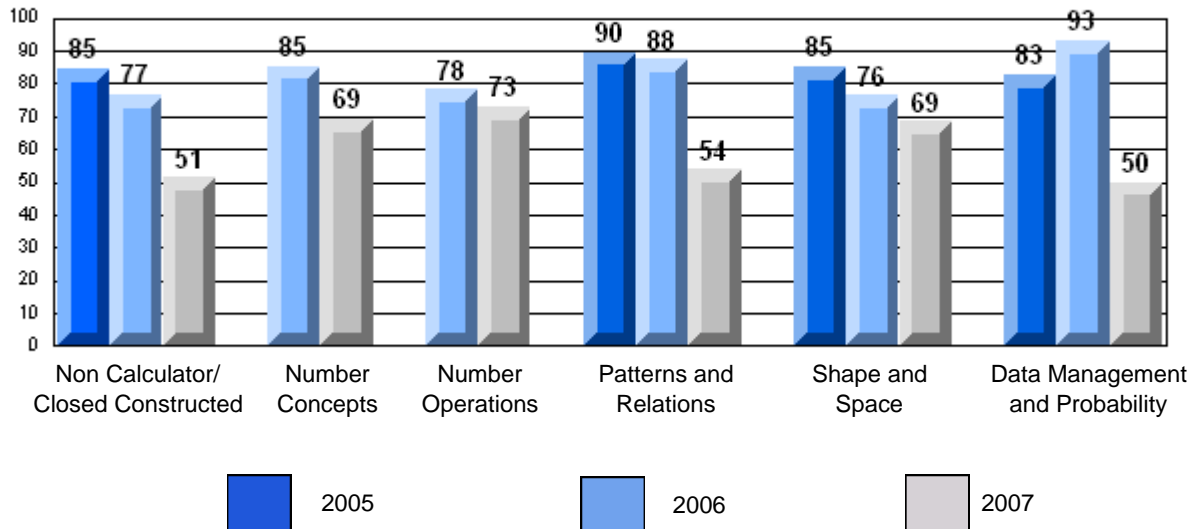 100
90
80
70
60
50
40
30
20
10
0
85 77 51
85 69
78 73
90 88 54
85 76 69
83 93 50
Non Calculator/
Closed Constructed
Number
Concepts
Number
Operations
Patterns and
Relations
Shape and
Space
Data Management
and Probability
2005 2006 2007